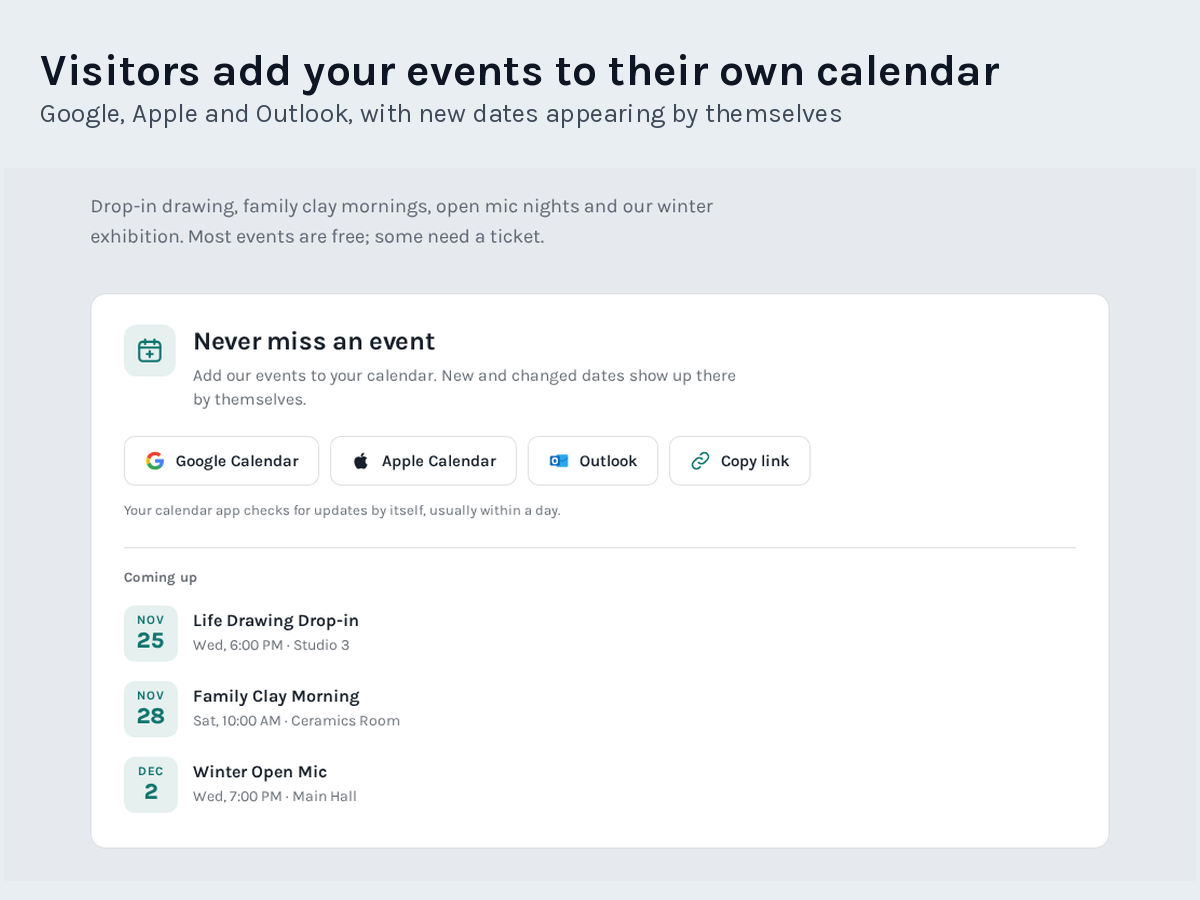 Visitors add your events to their own calendar
Google, Apple and Outlook, with new dates appearing by themselves
Drop-in drawing, family clay mornings, open mic nights and our winter
exhibition. Most events are free; some need a ticket.
Never miss an event
Add our events to your calendar. New and changed dates show up there
by themselves.
Google Calendar
Apple Calendar
Outlook
Copy link
Your calendar app checks for updates by itself, usually within a day.
Coming up
NOV
25
Life Drawing Drop-in
Wed, 6:00 PM · Studio 3
NOV
28
Family Clay Morning
Sat, 10:00 AM · Ceramics Room
DEC
2
Winter Open Mic
Wed, 7:00 PM · Main Hall